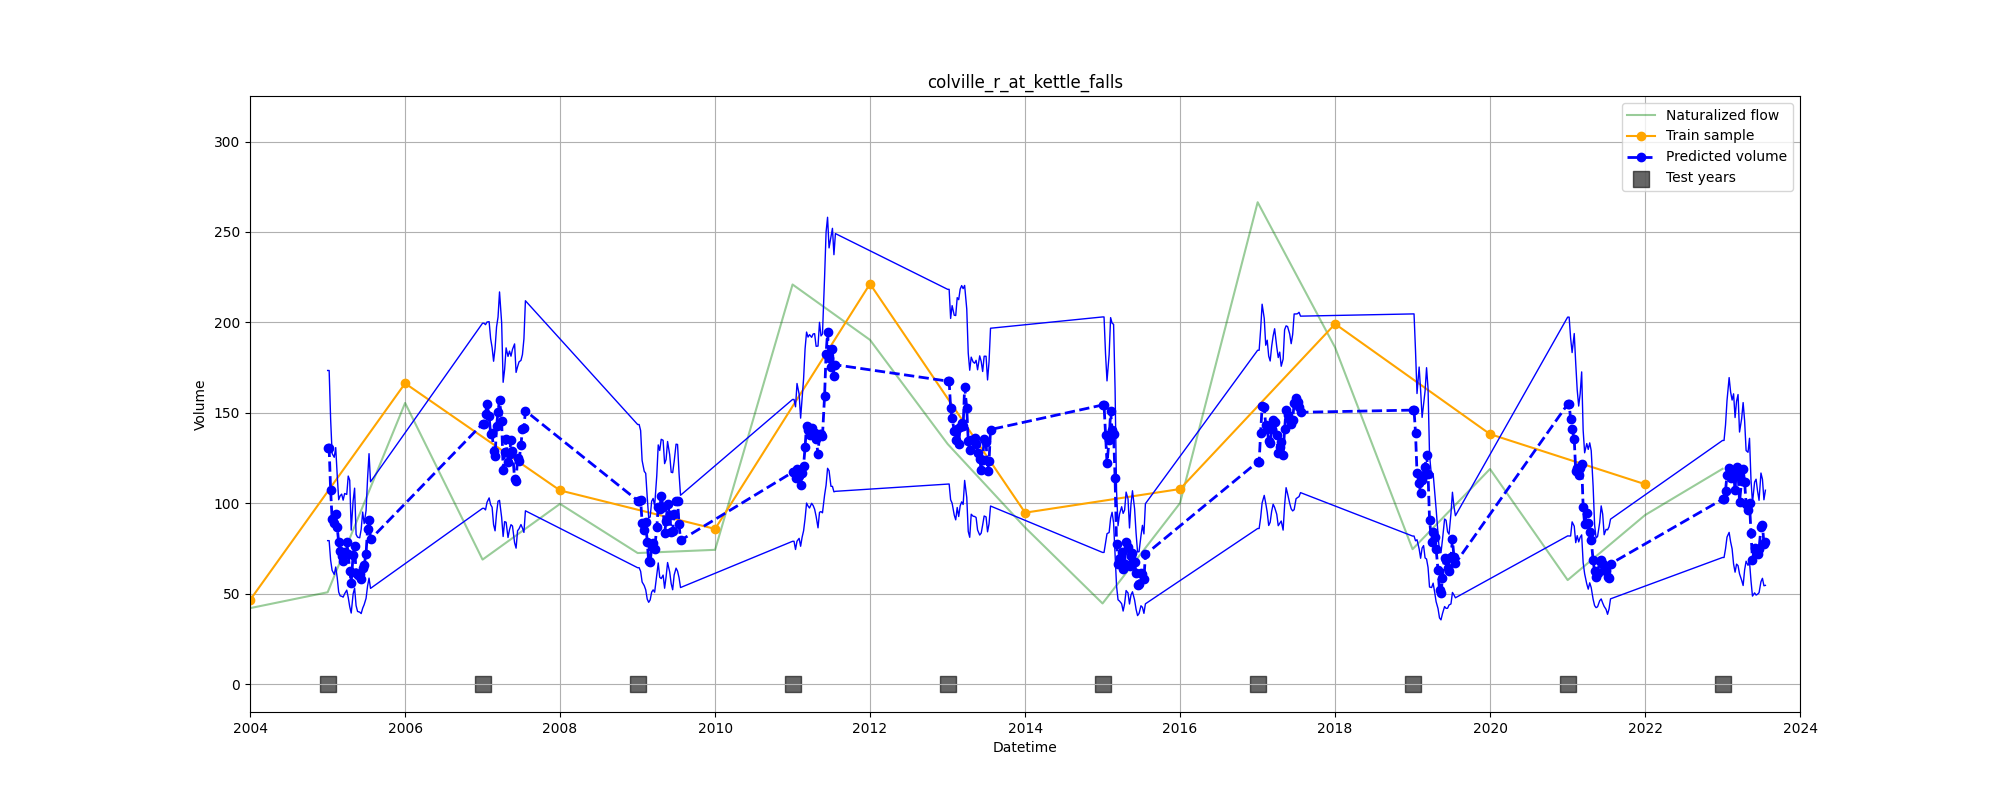 colville_r_at_kettle_falls
Naturalized flow
Train sample
Predicted volume
Test years
Volume
300
250
200
150
100
50
0
2004 2006 2008 2010 2012 2014 2016 2018 2020 2022 2024
Datetime